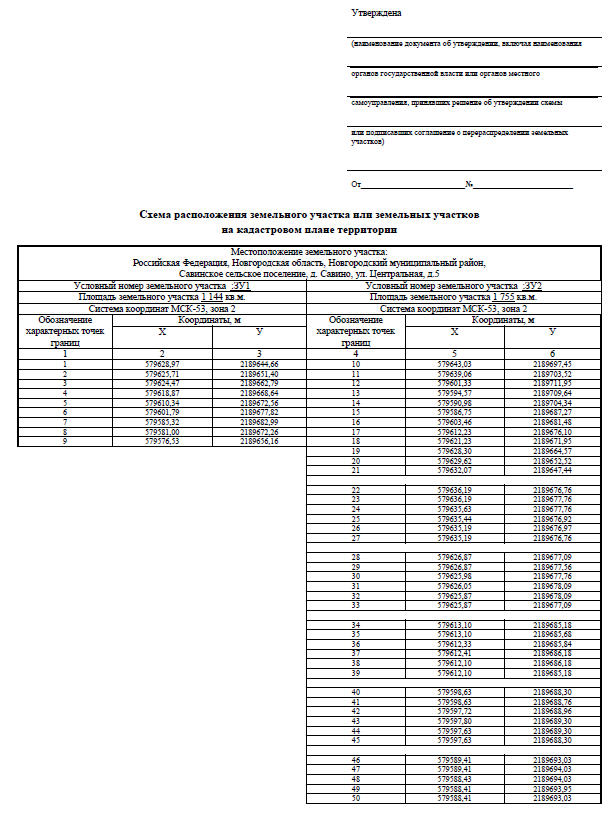 Утверждена
(наименование документа об утверждении, включая наименования
органов государственной власти или органов местного
самоуправления, принявших решение об утверждении схемы
или подписавших соглашение о перераспределении земельных
участков)
От__________________________№_________________________
Схема расположения земельного участка или земельных участков
на кадастровом плане территории
Местоположение земельного участка:
Российская Федерация, Новгородская область, Новгородский муниципальный район,
Савинское сельское поселение, д. Савино, ул. Центральная, д.5
Условный номер земельного участка :ЗУ1
Площадь земельного участка 1 144 кв.м.
Система координат МСК-53, зона 2
Обозначение характерных точек границ Координаты, м
Х У
1 2 3
1 579628,97 2189644,66
2 579625,71 2189651,40
3 579624,47 2189662,79
4 579618,87 2189668,64
5 579610,34 2189672,56
6 579601,79 2189677,82
7 579585,32 2189682,99
8 579581,00 2189672,26
9 579576,53 2189656,16
Условный номер земельного участка :ЗУ2
Площадь земельного участка 1 755 кв.м.
Система координат МСК-53, зона 2
Обозначение характерных точек границ Координаты, м
Х У
4 5 6
10 579643,03 2189697,45
11 579639,06 2189703,52
12 579601,33 2189711,95
13 579594,57 2189709,64
14 579590,98 2189704,34
15 579586,75 2189687,27
16 579603,46 2189681,48
17 579612,23 2189676,10
18 579621,23 2189671,95
19 579628,30 2189664,57
20 579629,62 2189652,52
21 579632,07 2189647,44
22 579636,19 2189676,76
23 579636,19 2189677,76
24 579635,63 2189677,76
25 579635,44 2189676,92
26 579635,19 2189676,97
27 579635,19 2189676,76
28 579626,87 2189677,09
29 579626,87 2189677,56
30 579625,98 2189677,76
31 579626,05 2189678,09
32 579625,87 2189678,09
33 579625,87 2189677,09
34 579613,10 2189685,18
35 579613,10 2189685,68
36 579612,33 2189685,84
37 579612,41 2189686,18
38 579612,10 2189686,18
39 579612,10 2189685,18
40 579598,63 2189688,30
41 579598,63 2189688,76
42 579597,72 2189688,96
43 579597,80 2189689,30
44 579597,63 2189689,30
45 579597,63 2189688,30
46 579589,41 2189693,03
47 579589,41 2189694,03
48 579588,43 2189694,03
49 579588,41 2189693,95
50 579588,41 2189693,03